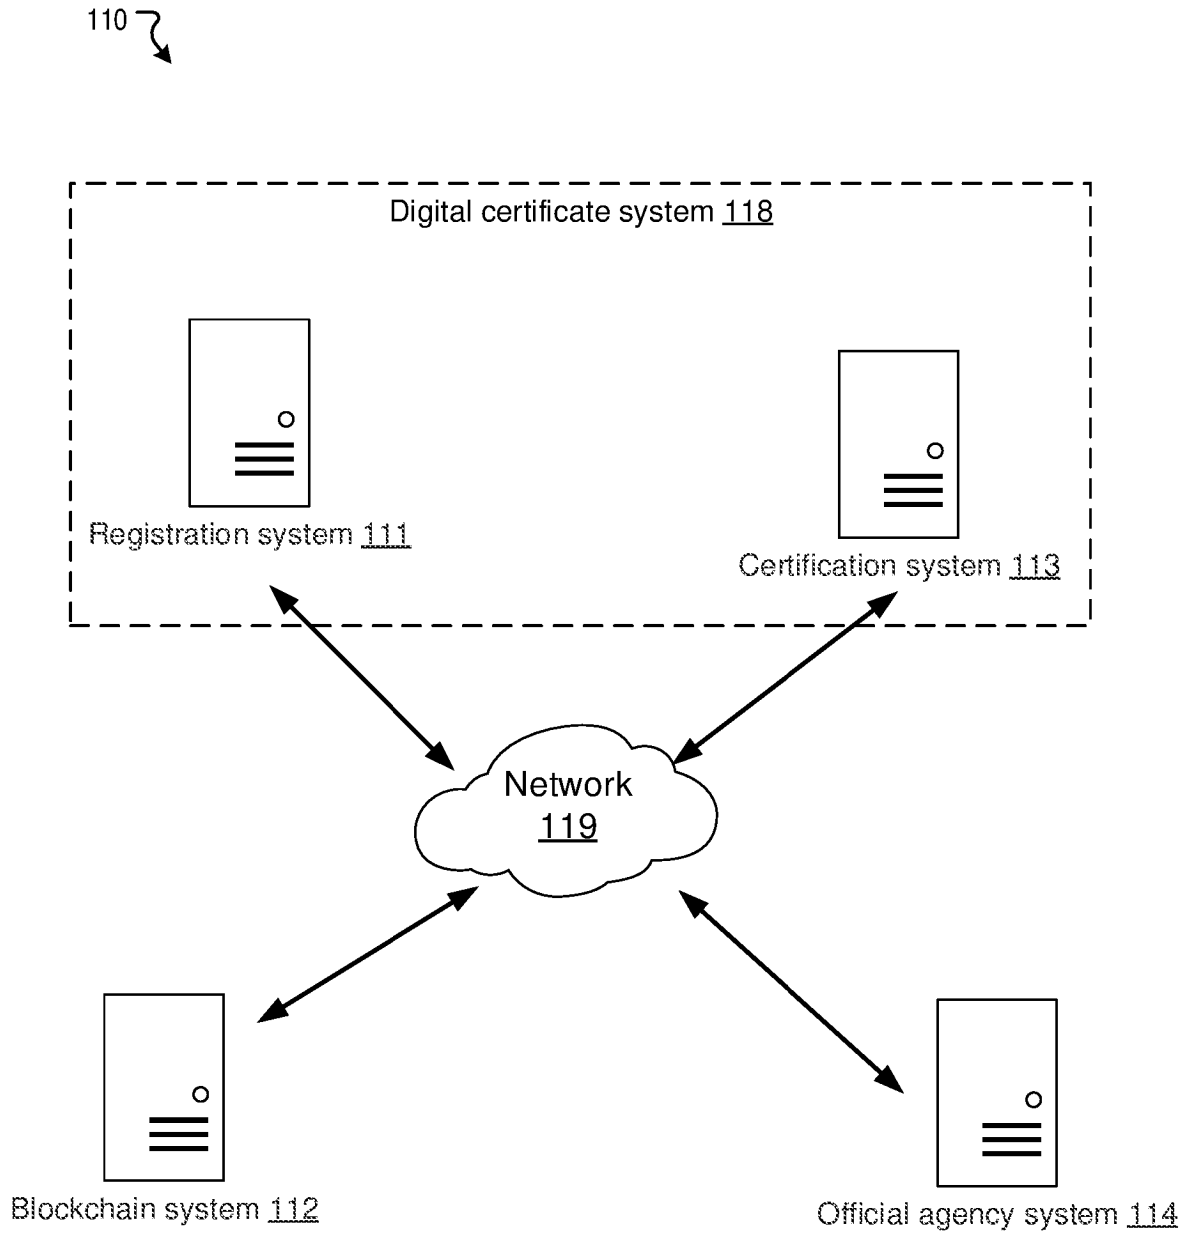 110
Digital certificate system 118
Registration system 111
Certification system 113
Network
119
Blockchain system 112
Official agency system 114